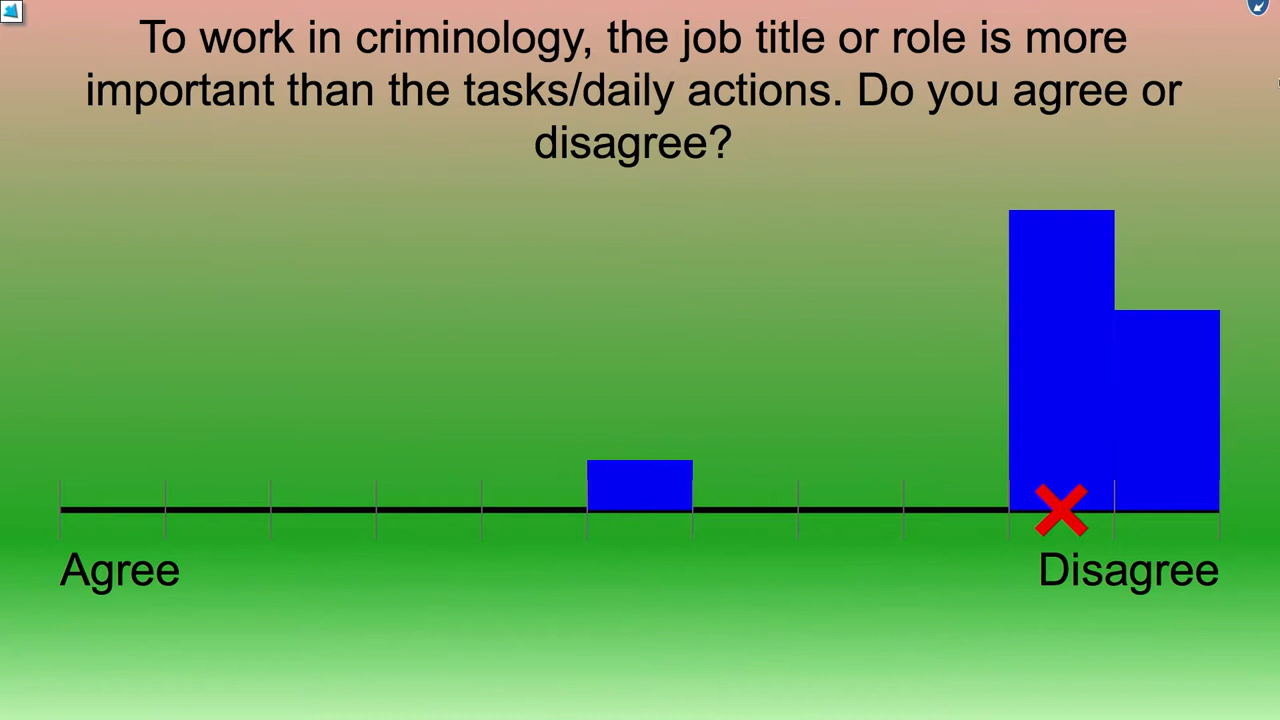 To work in criminology, the job title or role is more
important than the tasks/daily actions. Do you agree or
disagree?
Agree
Disagree